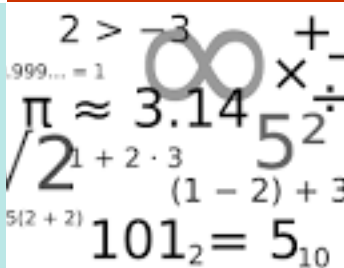 2 > −3
∞
+
.999... = 1
×
−
÷
π ≈ 3.14
5²
√2
1 + 2 · 3
(1 − 2) + 3
5(2 + 2)
101₂ = 5₁₀